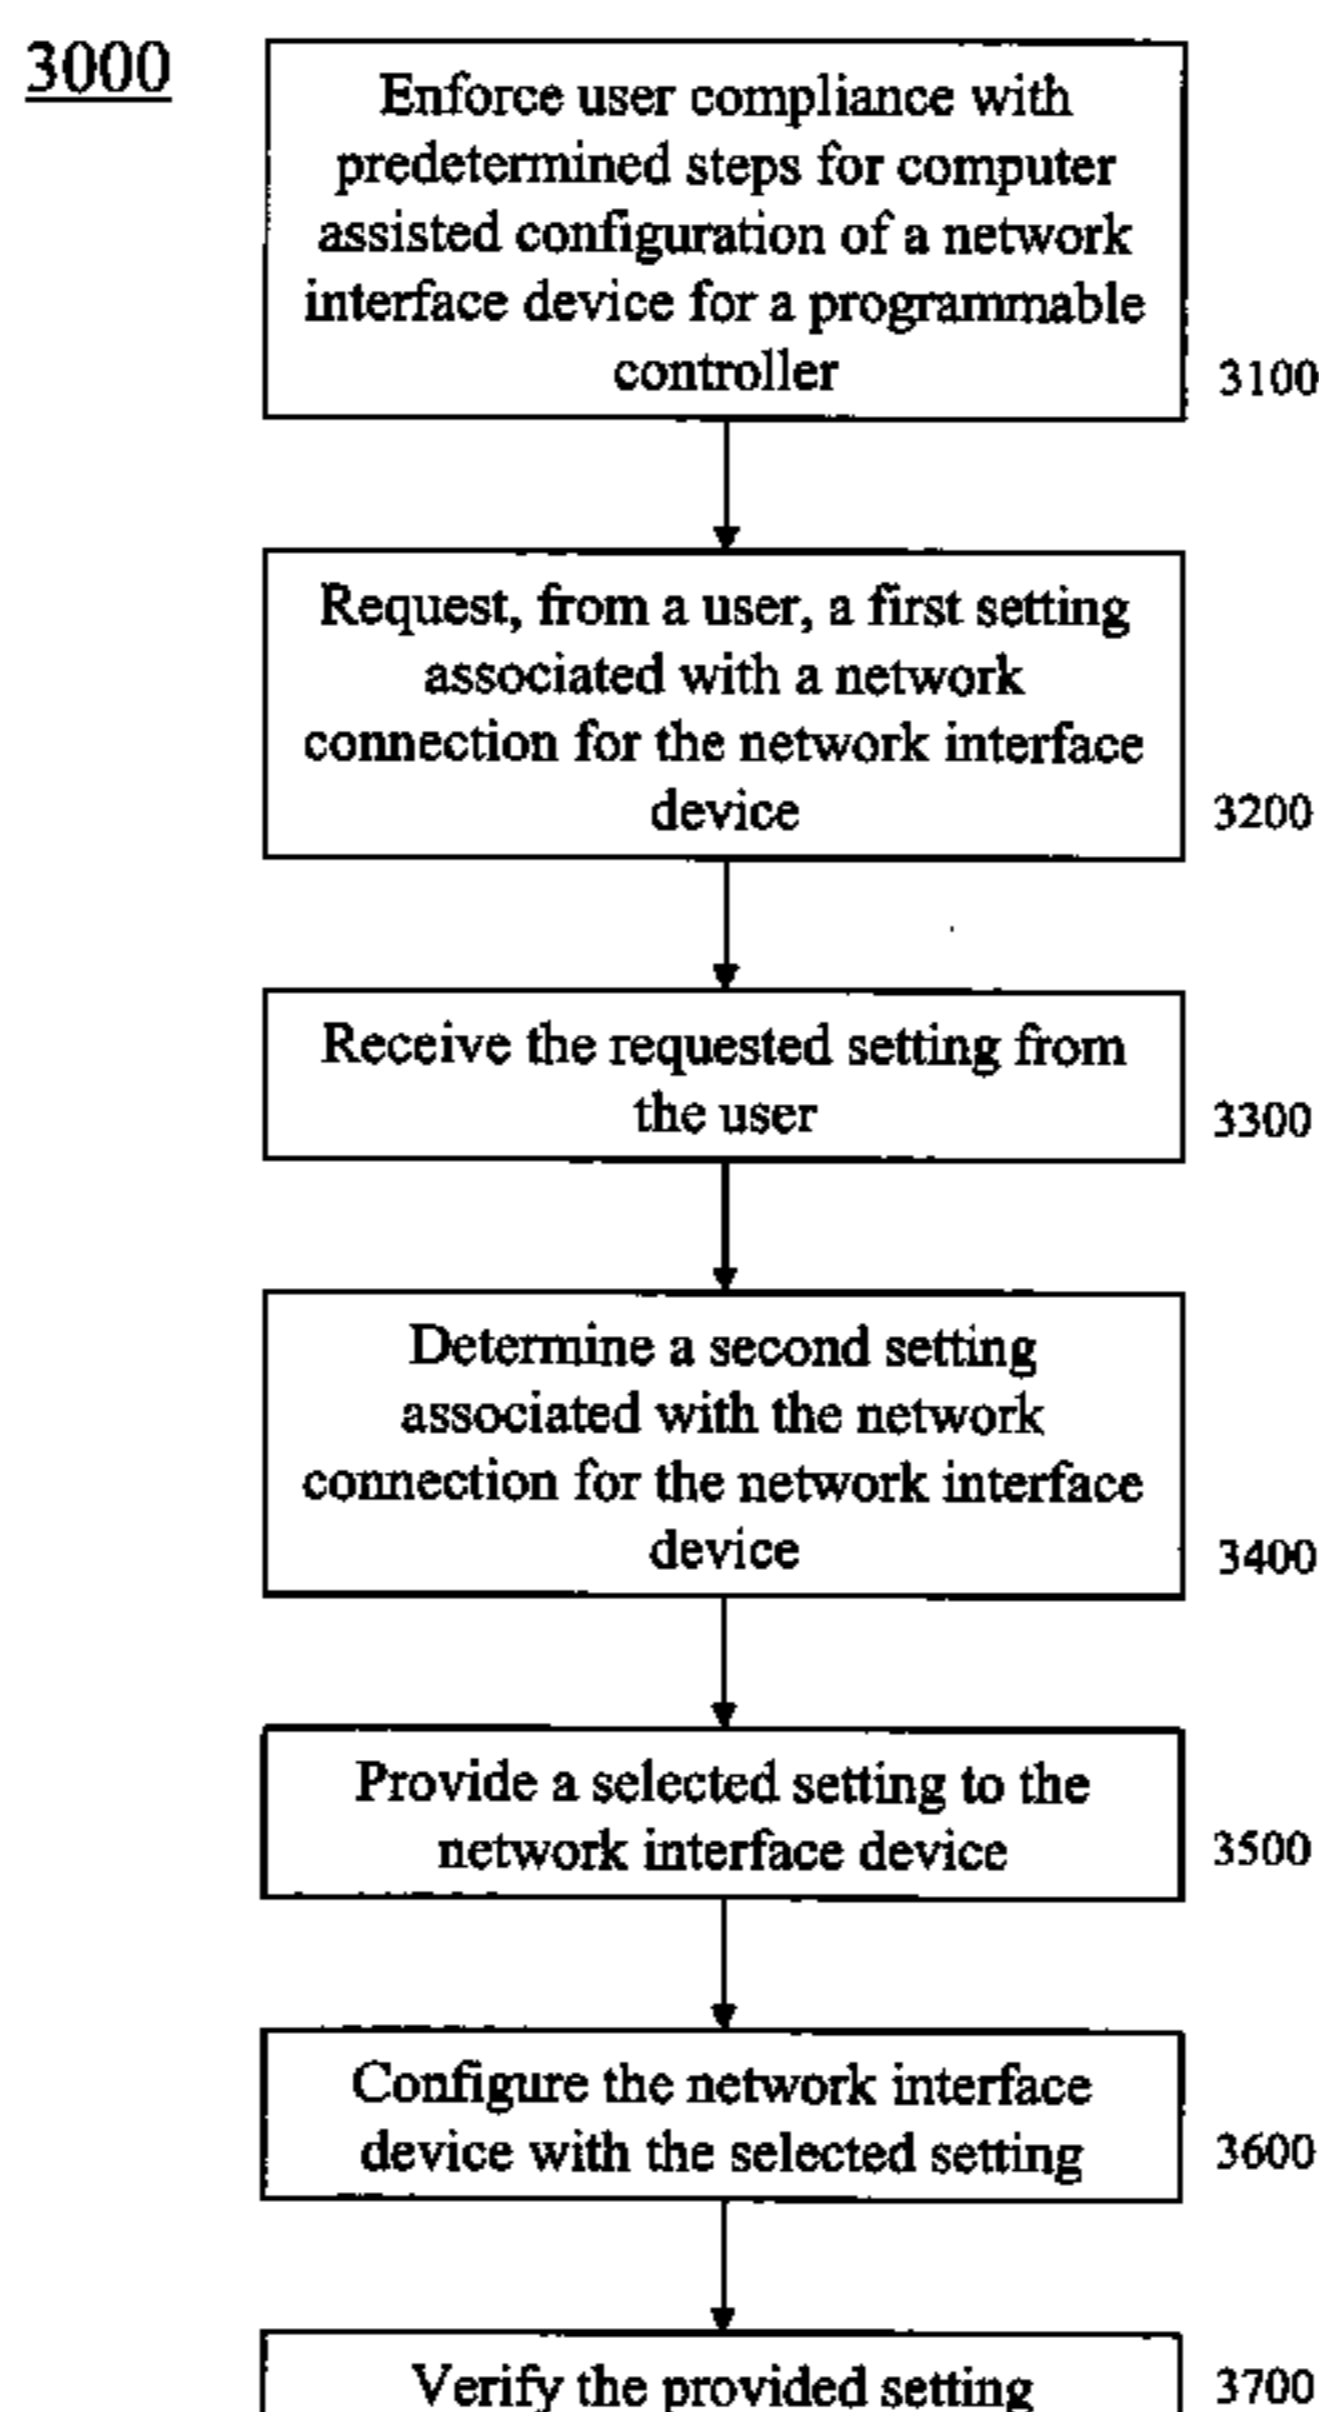 3000
Enforce user compliance with
predetermined steps for computer
assisted configuration of a network
interface device for a programmable
controller
3100
Request, from a user, a first setting
associated with a network
connection for the network interface
device
3200
Receive the requested setting from
the user
3300
Determine a second setting
associated with the network
connection for the network interface
device
3400
Provide a selected setting to the
network interface device
3500
Configure the network interface
device with the selected setting
3600
Verify the provided setting
3700